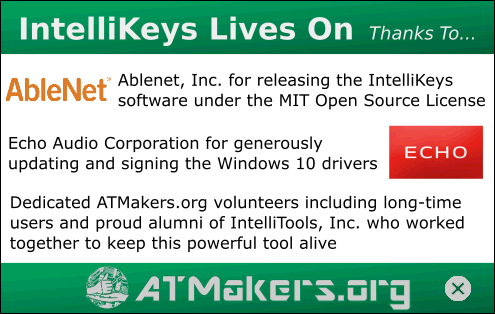 IntelliKeys Lives On Thanks To...
AbleNet Ablenet, Inc. for releasing the IntelliKeys
software under the MIT Open Source License
Echo Audio Corporation for generously
updating and signing the Windows 10 drivers
ECHO
Dedicated ATMakers.org volunteers including long-time
users and proud alumni of IntelliTools, Inc. who worked
together to keep this powerful tool alive
ATMakers.org